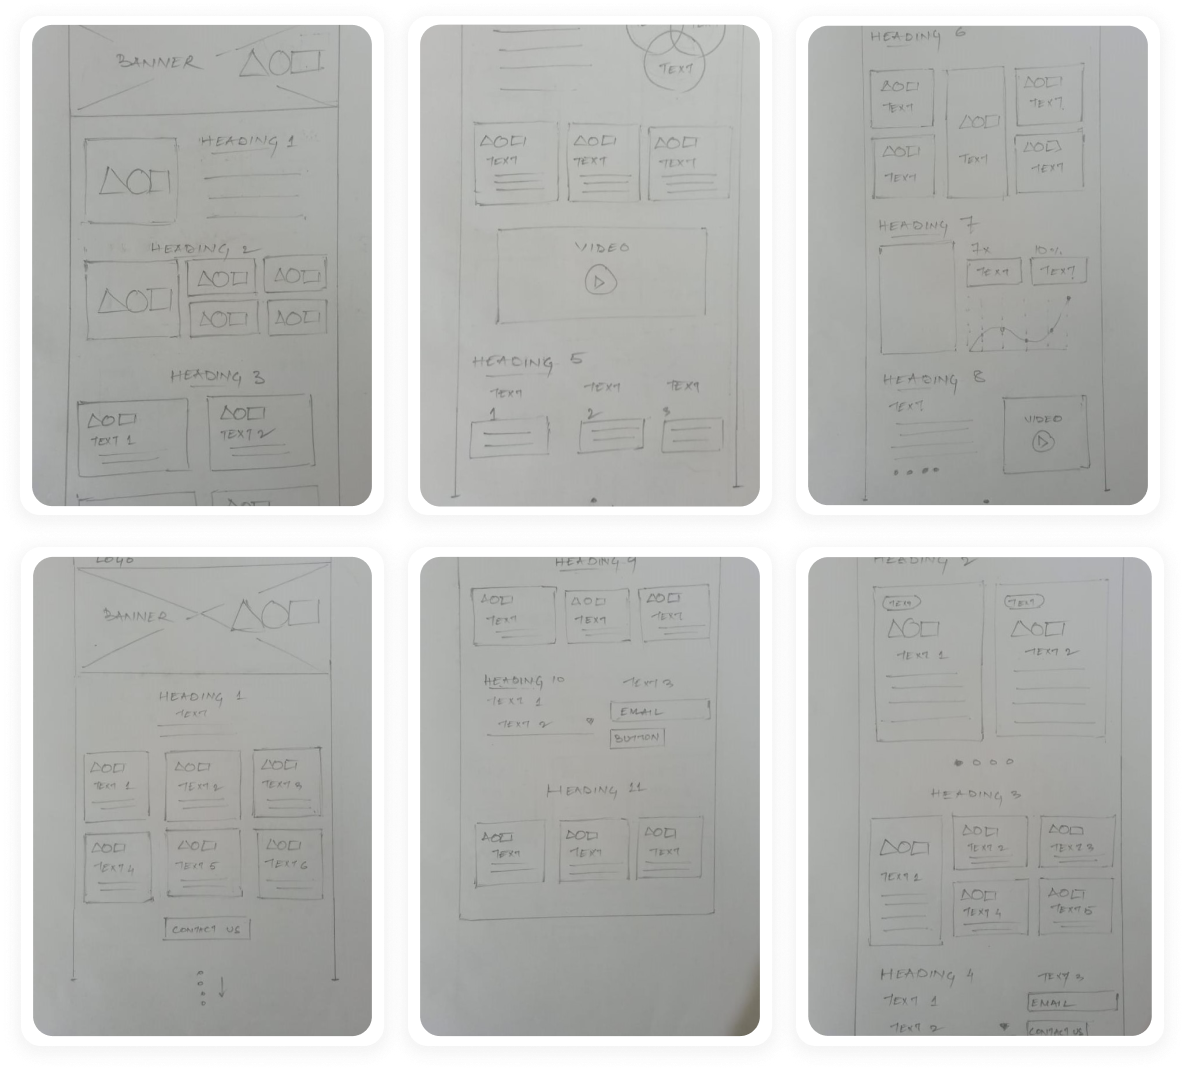 BANNER
HEADING 1
HEADING 2
HEADING 3
TEXT 1
TEXT 2
TEXT
TEXT TEXT TEXT
VIDEO
HEADING 5
TEXT TEXT TEXT
1 2 3
HEADING 6
TEXT TEXT
TEXT
TEXT TEXT
HEADING 7
7x 10%
TEXT TEXT
HEADING 8
TEXT
VIDEO
LOGO
BANNER
HEADING 1
TEXT
TEXT 1 TEXT 2 TEXT 3
TEXT 4 TEXT 5 TEXT 6
CONTACT US
HEADING 9
TEXT TEXT TEXT
HEADING 10 TEXT 3
TEXT 1
EMAIL
TEXT 2
BUTTON
HEADING 11
TEXT TEXT TEXT
HEADING 2
TEXT TEXT
TEXT 1 TEXT 2
HEADING 3
TEXT 2 TEXT 3
TEXT 1
TEXT 4 TEXT 5
HEADING 4 TEXT 3
TEXT 1 EMAIL
TEXT 2 CONTACT US